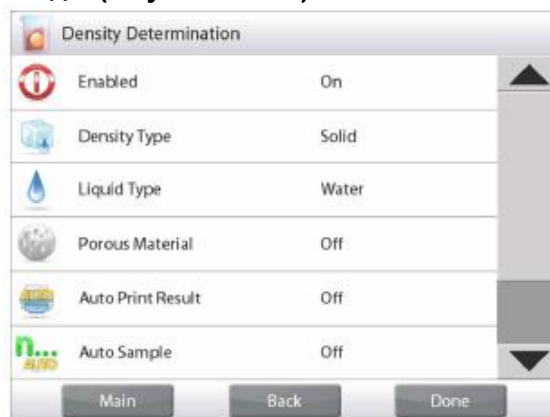 Density Determination
Enabled On
Density Type Solid
Liquid Type Water
Porous Material Off
Auto Print Result Off
n... AUTO Auto Sample Off
Main Back Done